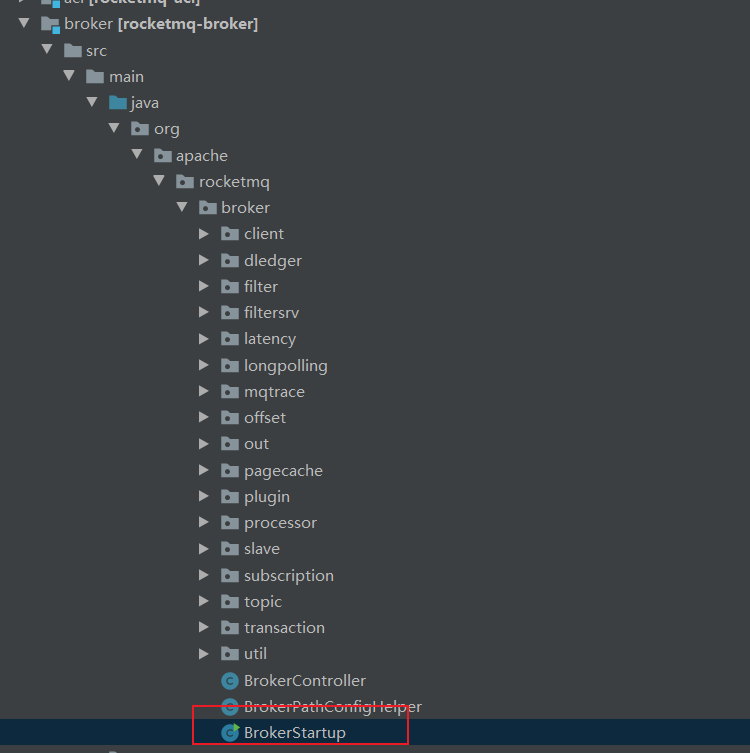 acl [rocketmq-acl]
broker [rocketmq-broker]
src
main
java
org
apache
rocketmq
broker
client
dledger
filter
filtersrv
latency
longpolling
mqtrace
offset
out
pagecache
plugin
processor
slave
subscription
topic
transaction
util
C BrokerController
C BrokerPathConfigHelper
C BrokerStartup